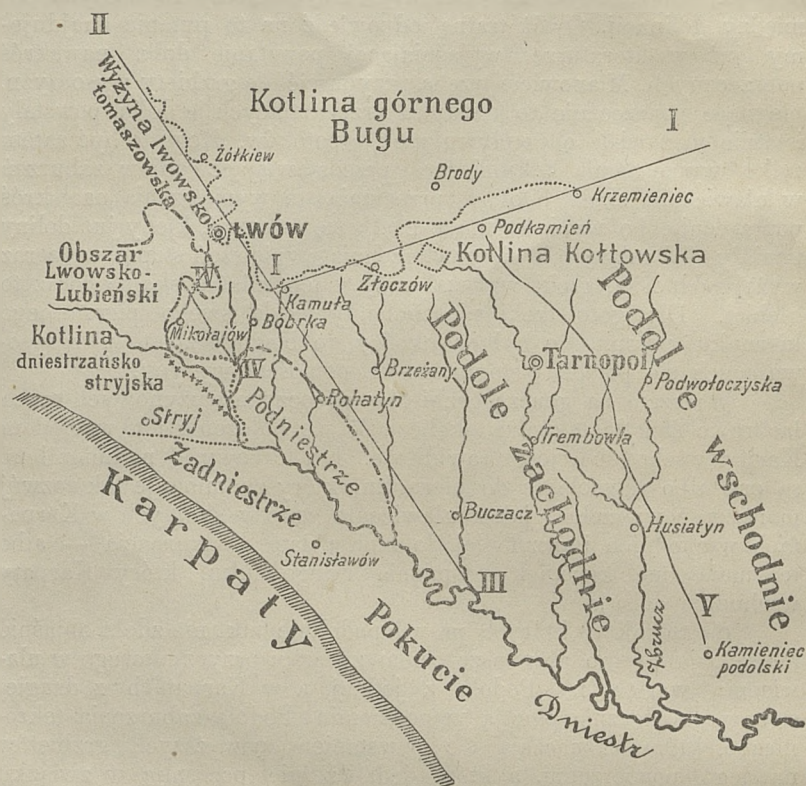 II
Wyżyna lwowsko
tomaszowska
Kotlina górnego
Bugu
I
Żółkiew
Brody
Krzemieniec
LWÓW
Podkamień
Kotlina Kołtowska
Obszar
Lwowsko-
Lubieński
IV
I
Złoczów
Kamuła
Podole wschodnie
Mikołajów
Bóbrka
Kotlina
dniestrzańsko
stryjska
IV
Brzeżany
Podole zachodnie
Tarnopol
Podwołoczyska
Podniestrze
Rohatyn
Stryj
Trembowla
Zadniestrze
Karpaty
Buczacz
Husiatyn
Stanisławów
III
V
Pokucie
Zbrucz
Kamieniec
podolski
Dniestr